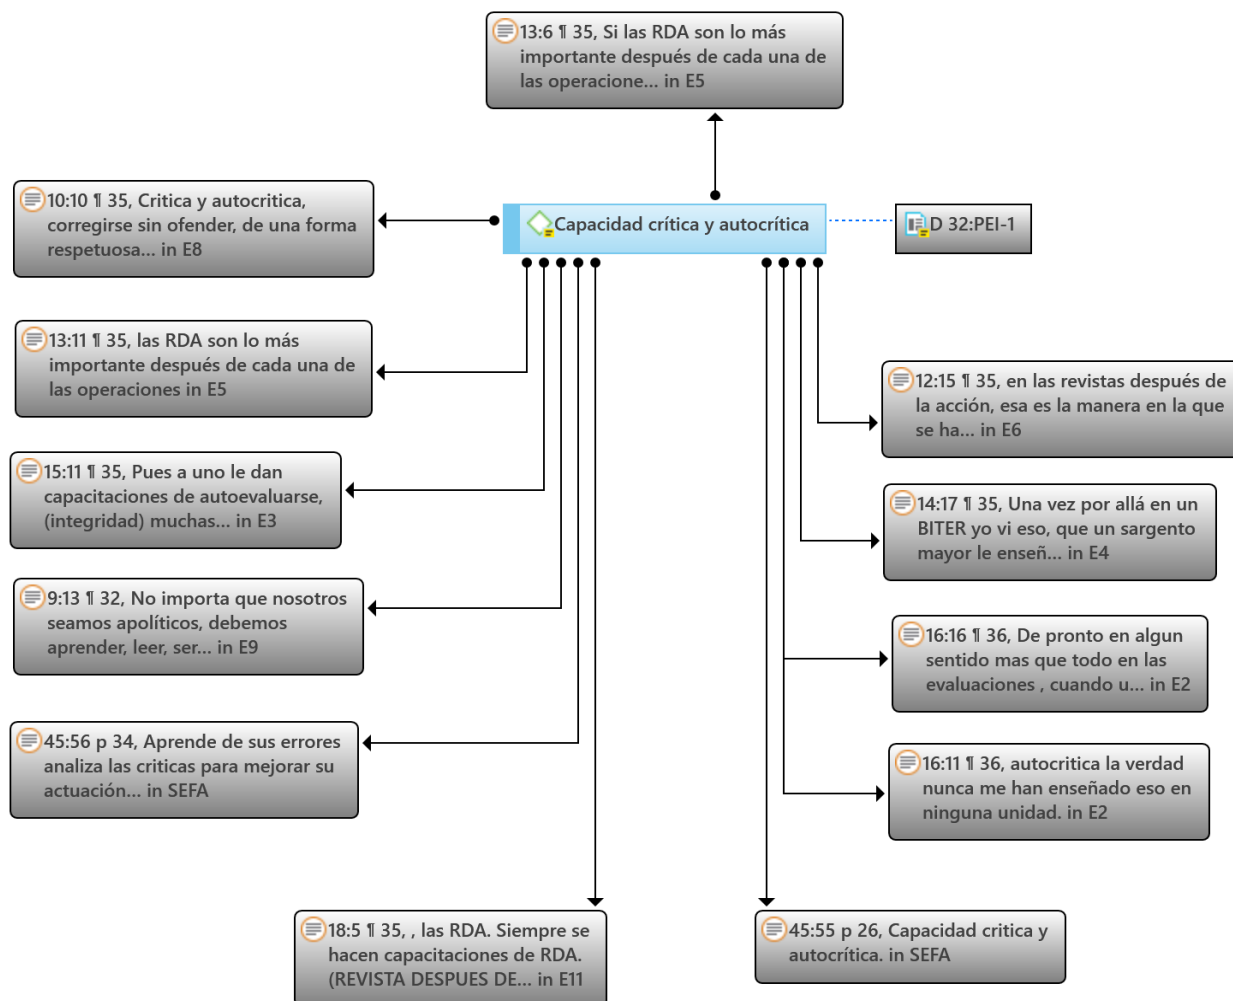 13:6 ¶ 35, Si las RDA son lo más
importante después de cada una de
las operacione... in E5
10:10 ¶ 35, Critica y autocritica,
corregirse sin ofender, de una forma
respetuosa... in E8
Capacidad crítica y autocrítica
D 32:PEI-1
13:11 ¶ 35, las RDA son lo más
importante después de cada una de
las operaciones in E5
12:15 ¶ 35, en las revistas después de
la acción, esa es la manera en la que
se ha... in E6
15:11 ¶ 35, Pues a uno le dan
capacitaciones de autoevaluarse,
(integridad) muchas... in E3
14:17 ¶ 35, Una vez por allá en un
BITER yo vi eso, que un sargento
mayor le enseñ... in E4
9:13 ¶ 32, No importa que nosotros
seamos apolíticos, debemos
aprender, leer, ser... in E9
16:16 ¶ 36, De pronto en algun
sentido mas que todo en las
evaluaciones , cuando u... in E2
45:56 p 34, Aprende de sus errores
analiza las criticas para mejorar su
actuación... in SEFA
16:11 ¶ 36, autocritica la verdad
nunca me han enseñado eso en
ninguna unidad. in E2
18:5 ¶ 35, , las RDA. Siempre se
hacen capacitaciones de RDA.
(REVISTA DESPUES DE... in E11
45:55 p 26, Capacidad critica y
autocrítica. in SEFA